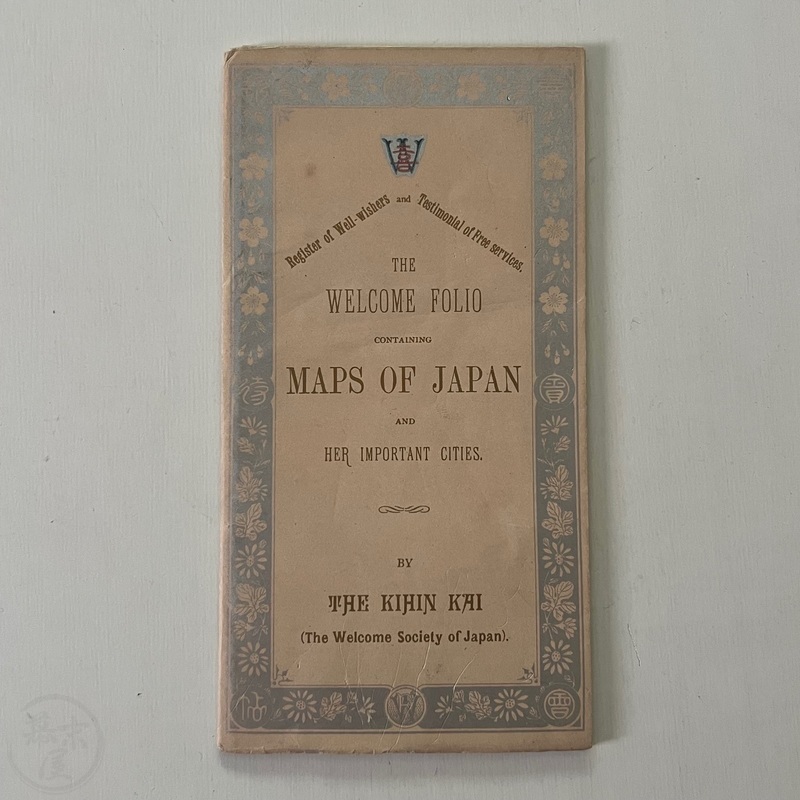 Register of Well-wishers and Testimonial of Free services.
THE
WELCOME FOLIO
CONTAINING
MAPS OF JAPAN
AND
HER IMPORTANT CITIES.
BY
THE KIHIN KAI
(The Welcome Society of Japan).